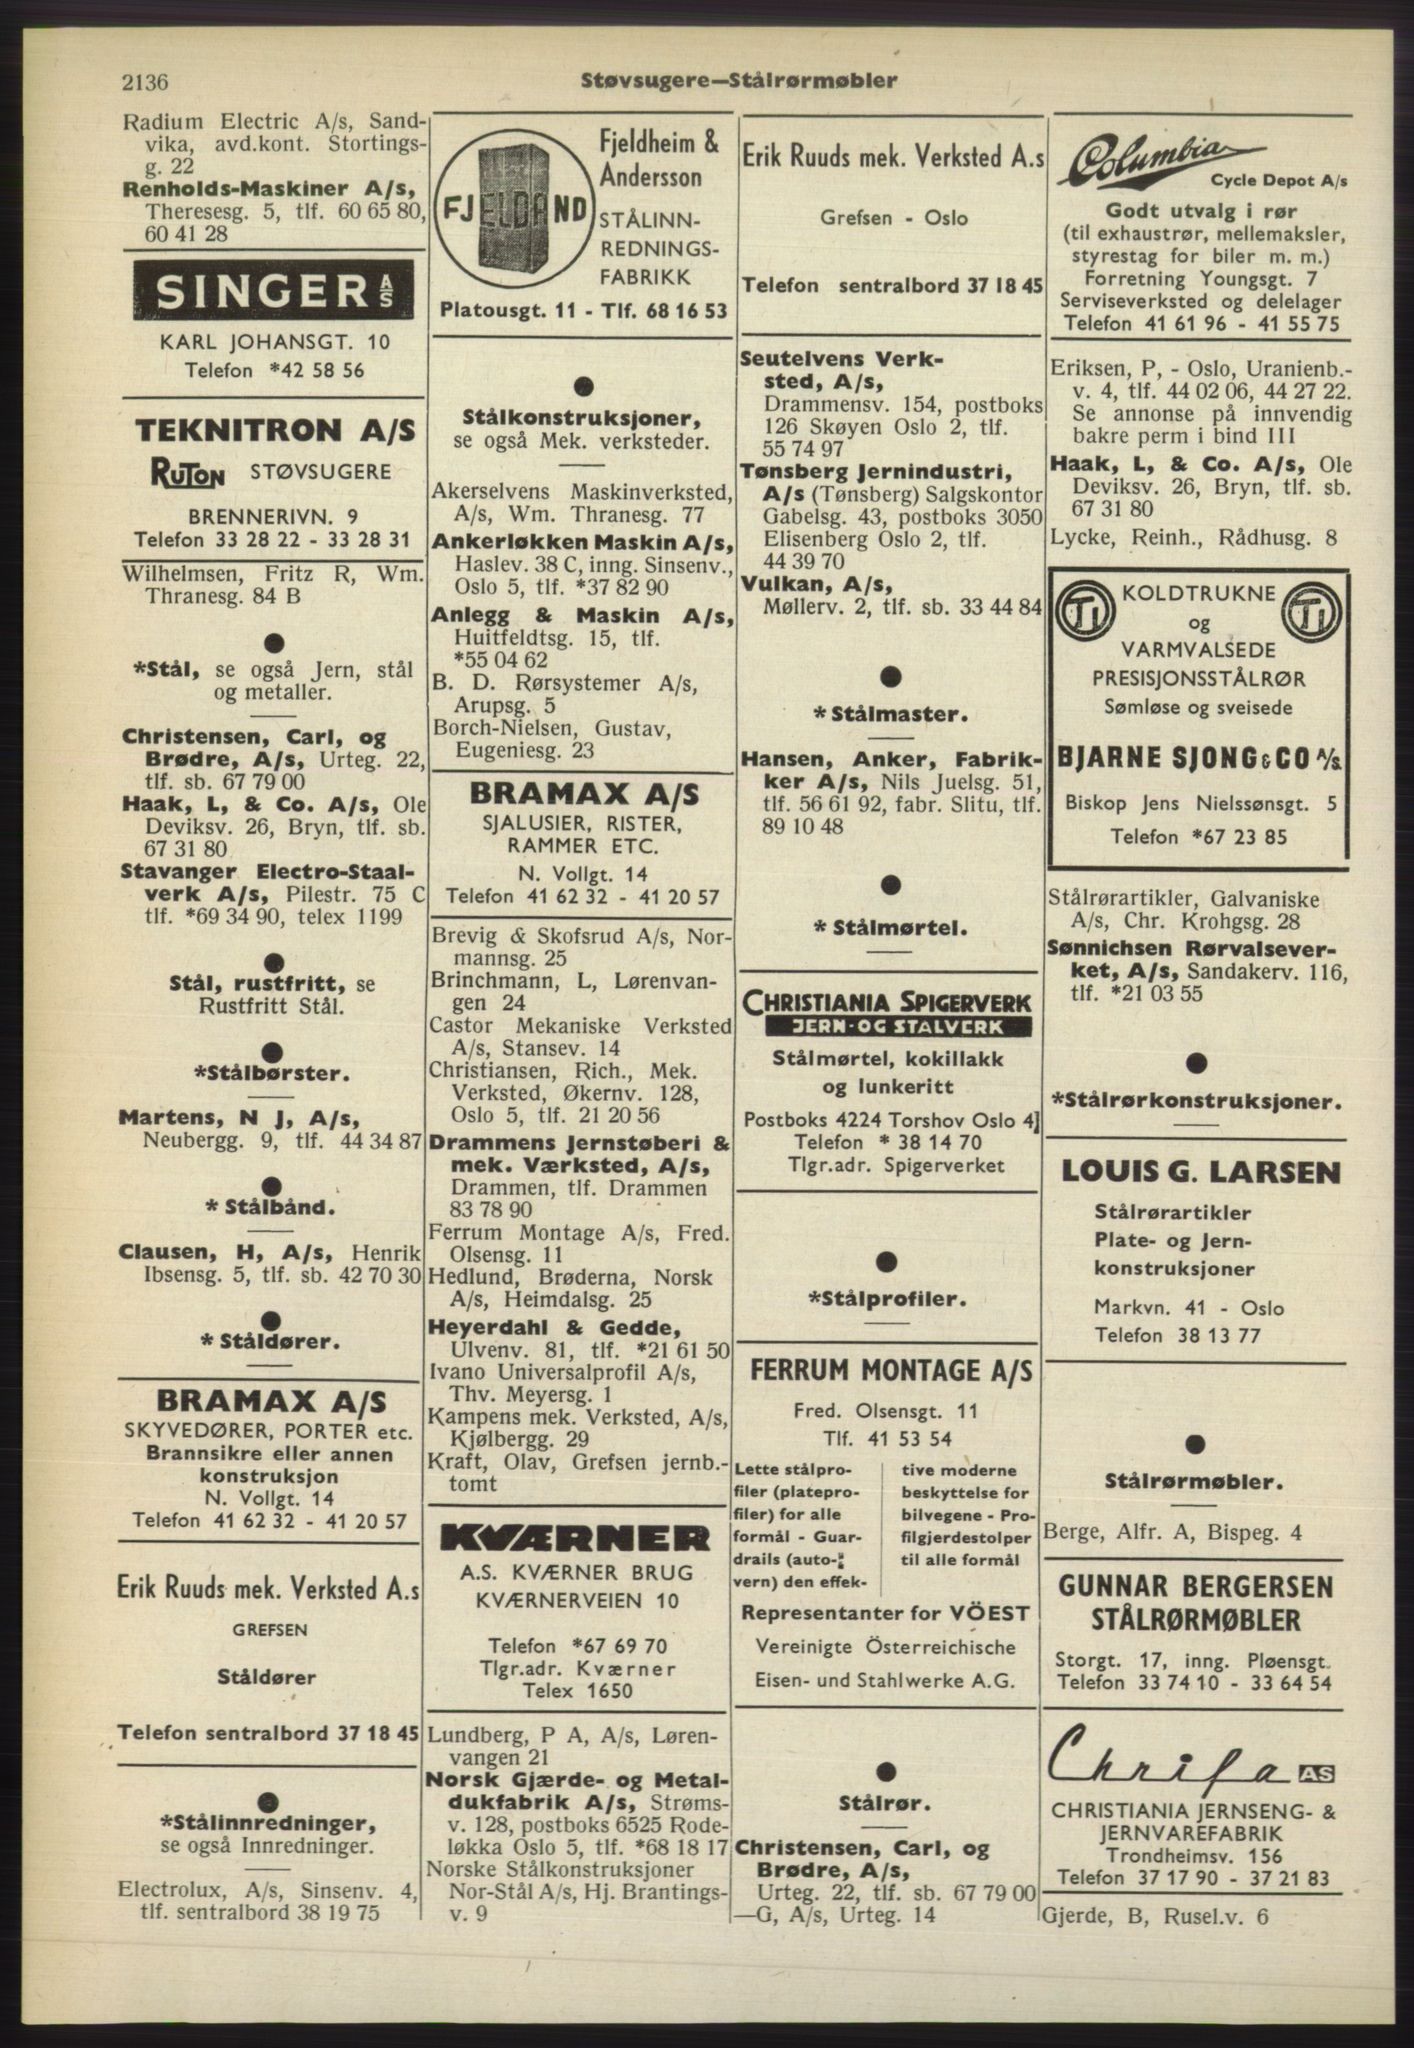 2136
Støvsugere—Stålrørmøbler
Radium Electric A/s, Sand-
vika, avd.kont. Stortings-
g. 22
Renholds-Maskiner A/s,
Theresesg. 5, tlf. 60 65 80,
60 41 28
SINGER A/S
KARL JOHANSGT. 10
Telefon *42 58 56
TEKNITRON A/S
RUTON STØVSUGERE
BRENNERIVN. 9
Telefon 33 28 22 - 33 28 31
Wilhelmsen, Fritz R, Wm.
Thranesg. 84 B
*Stål, se også Jern, stål
og metaller.
Christensen, Carl, og
Brødre, A/s, Urteg. 22,
tlf. sb. 67 79 00
Haak, L, & Co. A/s, Ole
Deviksv. 26, Bryn, tlf. sb.
67 31 80
Stavanger Electro-Staal-
verk A/s, Pilestr. 75 C
tlf. *69 34 90, telex 1199
Stål, rustfritt, se
Rustfritt Stål.
*Stålbørster.
Martens, N J, A/s,
Neubergg. 9, tlf. 44 34 87
* Stålbånd.
Clausen, H, A/s, Henrik
Ibsensg. 5, tlf. sb. 42 70 30
* Ståldører.
BRAMAX A/S
SKYVEDØRER, PORTER etc.
Brannsikre eller annen
konstruksjon
N. Vollgt. 14
Telefon 41 62 32 - 41 20 57
Erik Ruuds mek. Verksted A.s
GREFSEN
Ståldører
Telefon sentralbord 37 18 45
*Stålinnredninger,
se også Innredninger.
Electrolux, A/s, Sinsenv. 4,
tlf. sentralbord 38 19 75
FJELDAND
Fjeldheim &
Andersson
STÅLINN-
REDNINGS-
FABRIKK
Platousgt. 11 - Tlf. 68 16 53
Stålkonstruksjoner,
se også Mek. verksteder.
Akerselvens Maskinverksted,
A/s, Wm. Thranesg. 77
Ankerløkken Maskin A/s,
Haslev. 38 C, inng. Sinsenv.,
Oslo 5, tlf. *37 82 90
Anlegg & Maskin A/s,
Huitfeldtsg. 15, tlf.
*55 04 62
B. D. Rørsystemer A/s,
Arupsg. 5
Borch-Nielsen, Gustav,
Eugeniesg. 23
BRAMAX A/S
SJALUSIER, RISTER,
RAMMER ETC.
N. Vollgt. 14
Telefon 41 62 32 - 41 20 57
Brevig & Skofsrud A/s, Nor-
mannsg. 25
Brinchmann, L, Lørenvan-
gen 24
Castor Mekaniske Verksted
A/s, Stansev. 14
Christiansen, Rich., Mek.
Verksted, Økernv. 128,
Oslo 5, tlf. 21 20 56
Drammens Jernstøberi &
mek. Værksted, A/s,
Drammen, tlf. Drammen
83 78 90
Ferrum Montage A/s, Fred.
Olsensg. 11
Hedlund, Brøderna, Norsk
A/s, Heimdalsg. 25
Heyerdahl & Gedde,
Ulvenv. 81, tlf. *21 61 50
Ivano Universalprofil A/s,
Thv. Meyersg. 1
Kampens mek. Verksted, A/s,
Kjølbergg. 29
Kraft, Olav, Grefsen jernb.-
tomt
KVÆRNER
A.S. KVÆRNER BRUG
KVÆRNERVEIEN 10
Telefon *67 69 70
Tlgr.adr. Kværner
Telex 1650
Lundberg, P A, A/s, Løren-
vangen 21
Norsk Gjærde- og Metal-
dukfabrik A/s, Strøms-
v. 128, postboks 6525 Rode-
løkka Oslo 5, tlf. *68 18 17
Norske Stålkonstruksjoner
Nor-Stål A/s, Hj. Brantings-
v. 9
Erik Ruuds mek. Verksted A.s
Grefsen - Oslo
Telefon sentralbord 37 18 45
Seutelvens Verk-
sted, A/s,
Drammensv. 154, postboks
126 Skøyen Oslo 2, tlf.
55 74 97
Tønsberg Jernindustri,
A/s (Tønsberg) Salgskontor
Gabelsg. 43, postboks 3050
Elisenberg Oslo 2, tlf.
44 39 70
Vulkan, A/s,
Møllerv. 2, tlf. sb. 33 44 84
* Stålmaster.
Hansen, Anker, Fabrik-
ker A/s, Nils Juelsg. 51,
tlf. 56 61 92, fabr. Slitu, tlf.
89 10 48
* Stålmørtel.
CHRISTIANIA SPIGERVERK
JERN-OG STALVERK
Stålmørtel, kokillakk
og lunkeritt
Postboks 4224 Torshov Oslo 4
Telefon * 38 14 70
Tlgr.adr. Spigerverket
*Stålprofiler.
FERRUM MONTAGE A/S
Fred. Olsensgt. 11
Tlf. 41 53 54
Lette stålpro-
filer (platepro-
filer) for alle
formål - Guar-
drails (auto-
vern) den effek-
tive moderne
beskyttelse for
bilvegene - Pro-
filgjerdestolper
til alle formål
Representanter for VÖEST
Vereinigte Österreichische
Eisen- und Stahlwerke A.G.
Stålrør.
Christensen, Carl, og
Brødre, A/s,
Urteg. 22, tlf. sb. 67 79 00
—G, A/s, Urteg. 14
Columbia
Cycle Depot A/s
Godt utvalg i rør
(til exhaustrør, mellemaksler,
styrestag for biler m. m.)
Forretning Youngsgt. 7
Serviseverksted og delelager
Telefon 41 61 96 - 41 55 75
Eriksen, P, - Oslo, Uranienb.-
v. 4, tlf. 44 02 06, 44 27 22.
Se annonse på innvendig
bakre perm i bind III
Haak, L, & Co. A/s, Ole
Deviksv. 26, Bryn, tlf. sb.
67 31 80
Lycke, Reinh., Rådhusg. 8
KOLDTRUKNE
og
VARMVALSEDE
PRESISJONSSTÅLRØR
Sømløse og sveisede
BJARNE SJONG & CO A/S
Biskop Jens Nielssønsgt. 5
Telefon *67 23 85
Stålrørartikler, Galvaniske
A/s, Chr. Krohgsg. 28
Sønnichsen Rørvalsever-
ket, A/s, Sandakerv. 116,
tlf. *21 03 55
*Stålrørkonstruksjoner.
LOUIS G. LARSEN
Stålrørartikler
Plate- og Jern-
konstruksjoner
Markvn. 41 - Oslo
Telefon 38 13 77
Stålrørmøbler.
Berge, Alfr. A, Bispeg. 4
GUNNAR BERGERSEN
STÅLRØRMØBLER
Storgt. 17, inng. Pløensgt.
Telefon 33 74 10 - 33 64 54
Chrifa AS
CHRISTIANIA JERNSENG- &
JERNVAREFABRIK
Trondheimsv. 156
Telefon 37 17 90 - 37 21 83
Gjerde, B, Rusel.v. 6